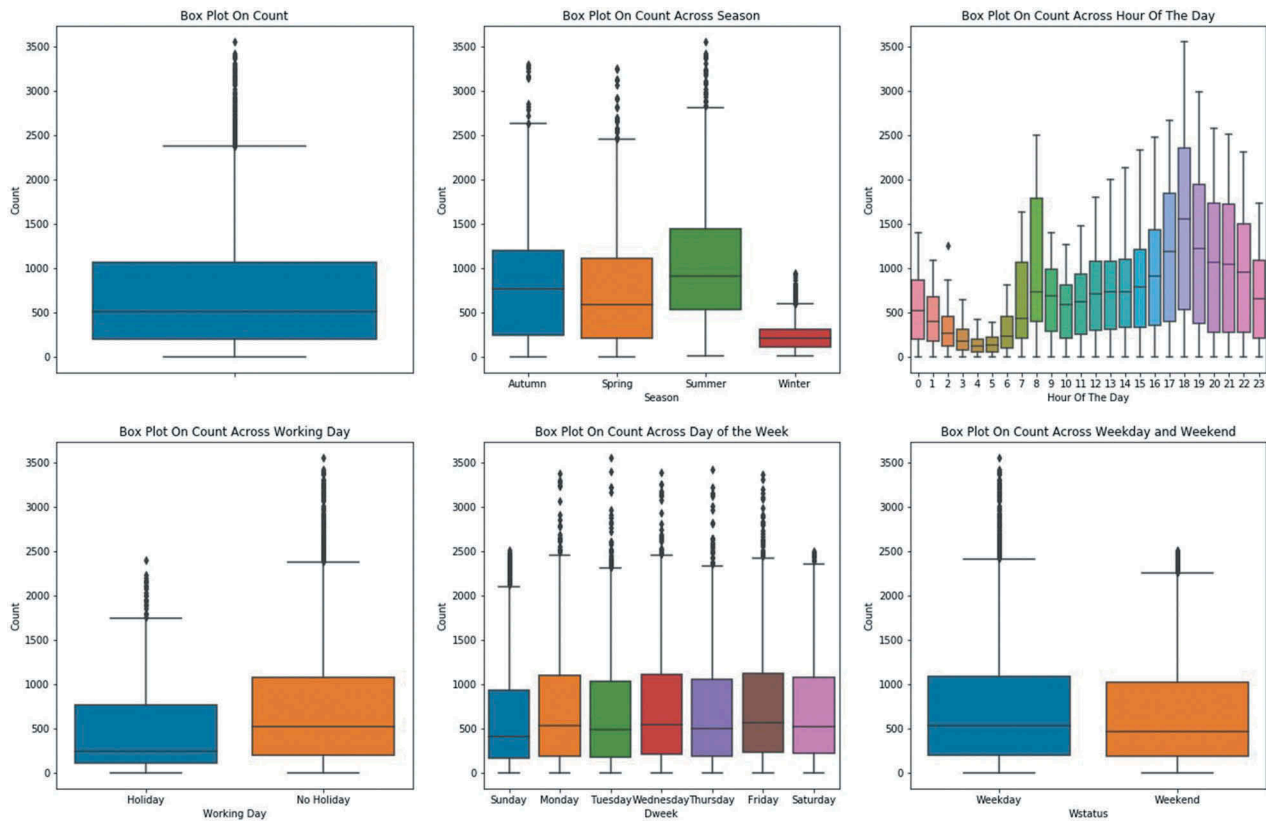 Box Plot On Count
3500
3000
2500
2000
1500
1000
500
0
Count
Box Plot On Count Across Season
3500
3000
2500
2000
1500
1000
500
0
Count
Autumn Spring Summer Winter
Season
Box Plot On Count Across Hour Of The Day
3500
3000
2500
2000
1500
1000
500
0
Count
0 1 2 3 4 5 6 7 8 9 10 11 12 13 14 15 16 17 18 19 20 21 22 23
Hour Of The Day
Box Plot On Count Across Working Day
3500
3000
2500
2000
1500
1000
500
0
Count
Holiday No Holiday
Working Day
Box Plot On Count Across Day of the Week
3500
3000
2500
2000
1500
1000
500
0
Count
Sunday Monday Tuesday Wednesday Thursday Friday Saturday
Dweek
Box Plot On Count Across Weekday and Weekend
3500
3000
2500
2000
1500
1000
500
0
Count
Weekday Weekend
Wstatus